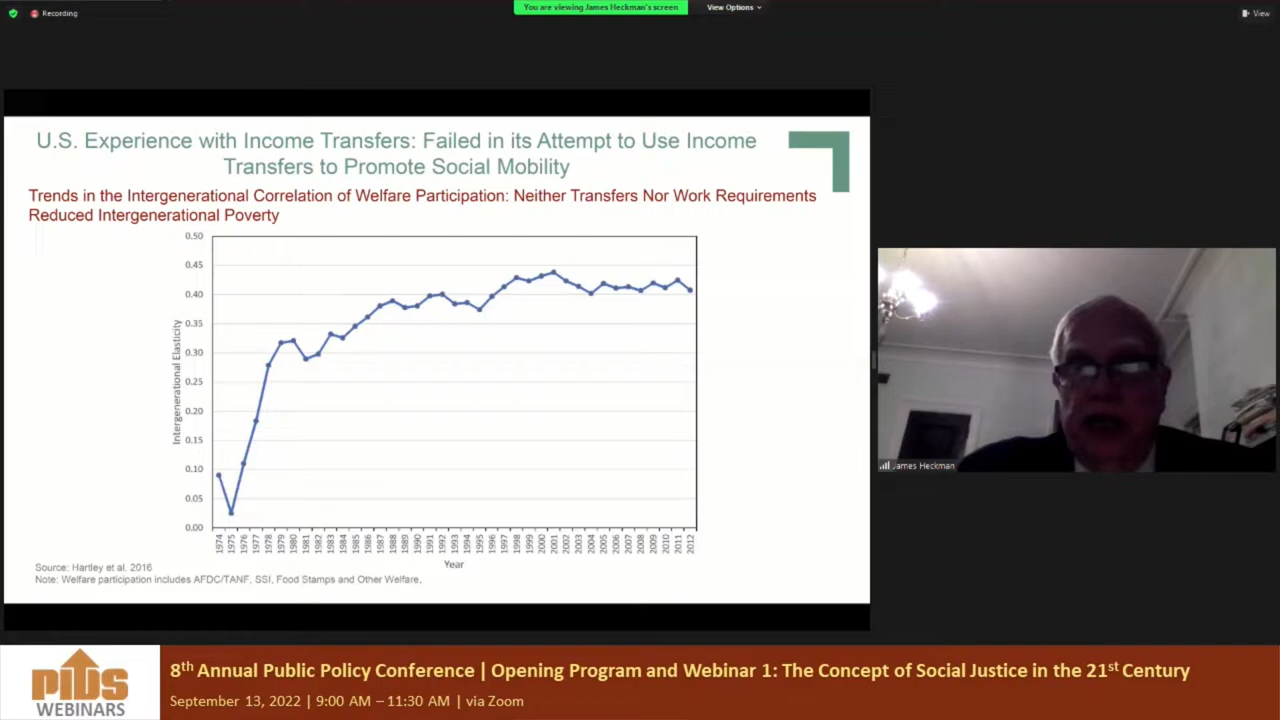 Recording
You are viewing James Heckman's screen
View Options
View
U.S. Experience with Income Transfers: Failed in its Attempt to Use Income
Transfers to Promote Social Mobility
Trends in the Intergenerational Correlation of Welfare Participation: Neither Transfers Nor Work Requirements
Reduced Intergenerational Poverty
0.50
0.45
0.40
0.35
0.30
0.25
0.20
0.15
0.10
0.05
0.00
Intergenerational Elasticity
1974 1975 1976 1977 1978 1979 1980 1981 1982 1983 1984 1985 1986 1987 1988 1989 1990 1991 1992 1993 1994 1995 1996 1997 1998 1999 2000 2001 2002 2003 2004 2005 2006 2007 2008 2009 2010 2011 2012
Year
Source: Hartley et al. 2016
Note: Welfare participation includes AFDC/TANF, SSI, Food Stamps and Other Welfare,
James Heckman
pids
WEBINARS
8th Annual Public Policy Conference | Opening Program and Webinar 1: The Concept of Social Justice in the 21st Century
September 13, 2022 | 9:00 AM – 11:30 AM | via Zoom